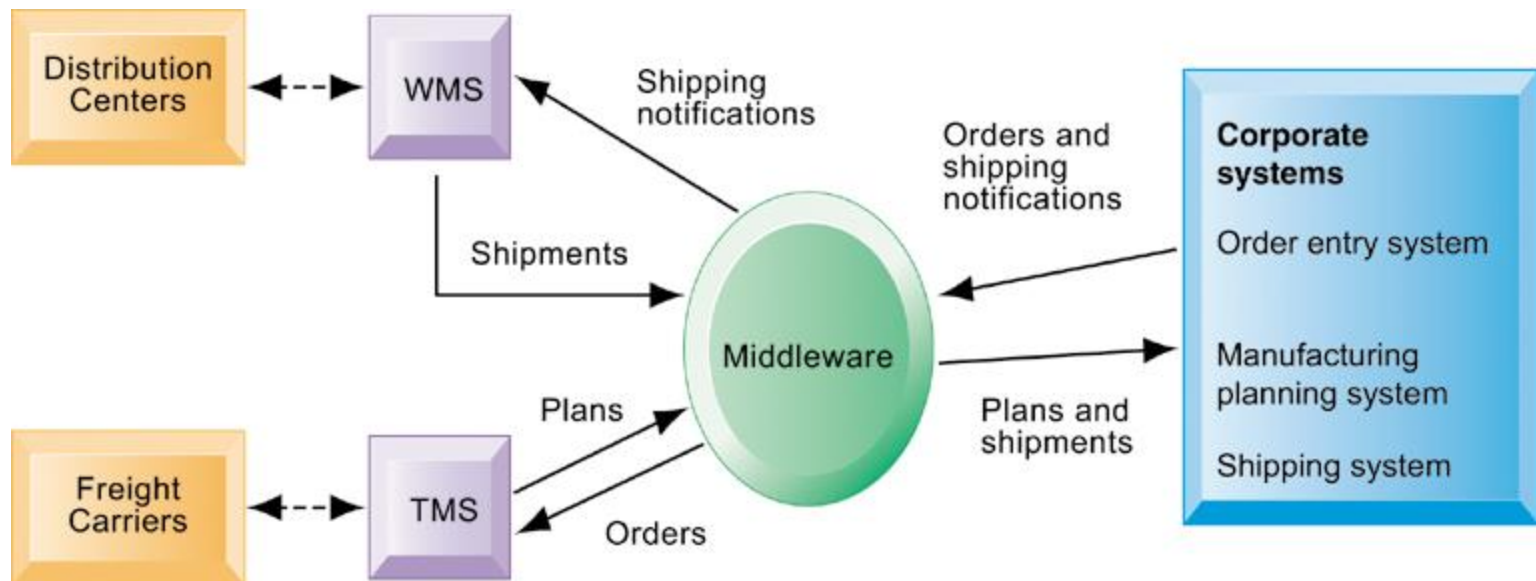 Distribution
Centers
WMS
Shipping
notifications
Orders and
shipping
notifications
Corporate
systems
Order entry system
Shipments
Middleware
Manufacturing
planning system
Plans
Plans and
shipments
Shipping system
Freight
Carriers
TMS
Orders